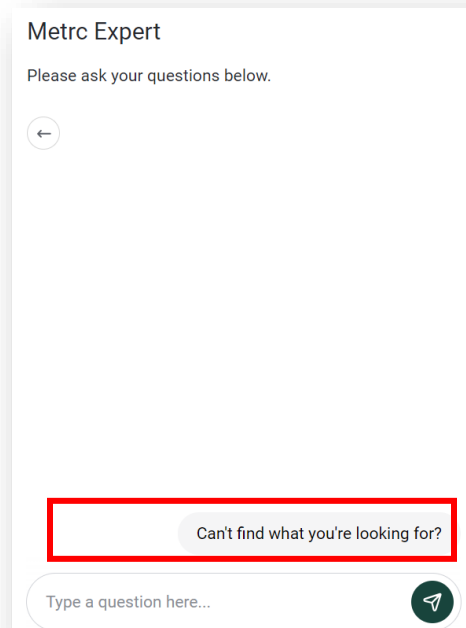 Metrc Expert
Please ask your questions below.
Can't find what you're looking for?
Type a question here...